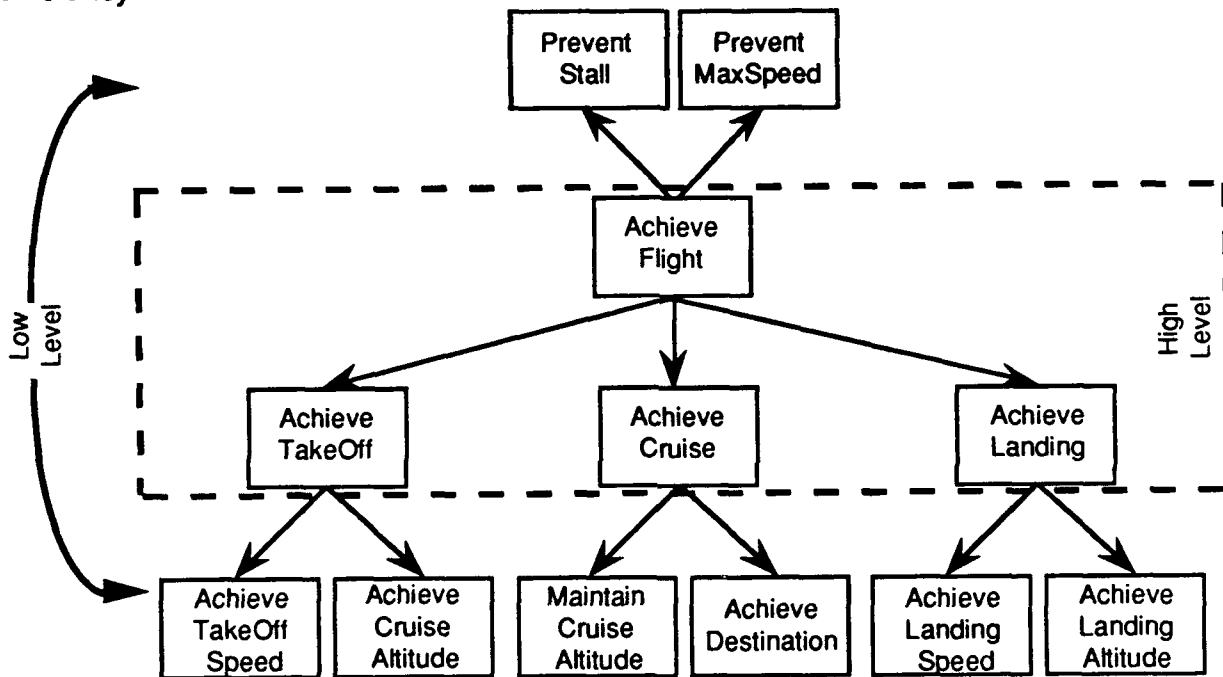 Prevent
Stall
Prevent
MaxSpeed
Achieve
Flight
Low
Level
High
Level
Achieve
TakeOff
Achieve
Cruise
Achieve
Landing
Achieve
TakeOff
Speed
Achieve
Cruise
Altitude
Maintain
Cruise
Altitude
Achieve
Destination
Achieve
Landing
Speed
Achieve
Landing
Altitude